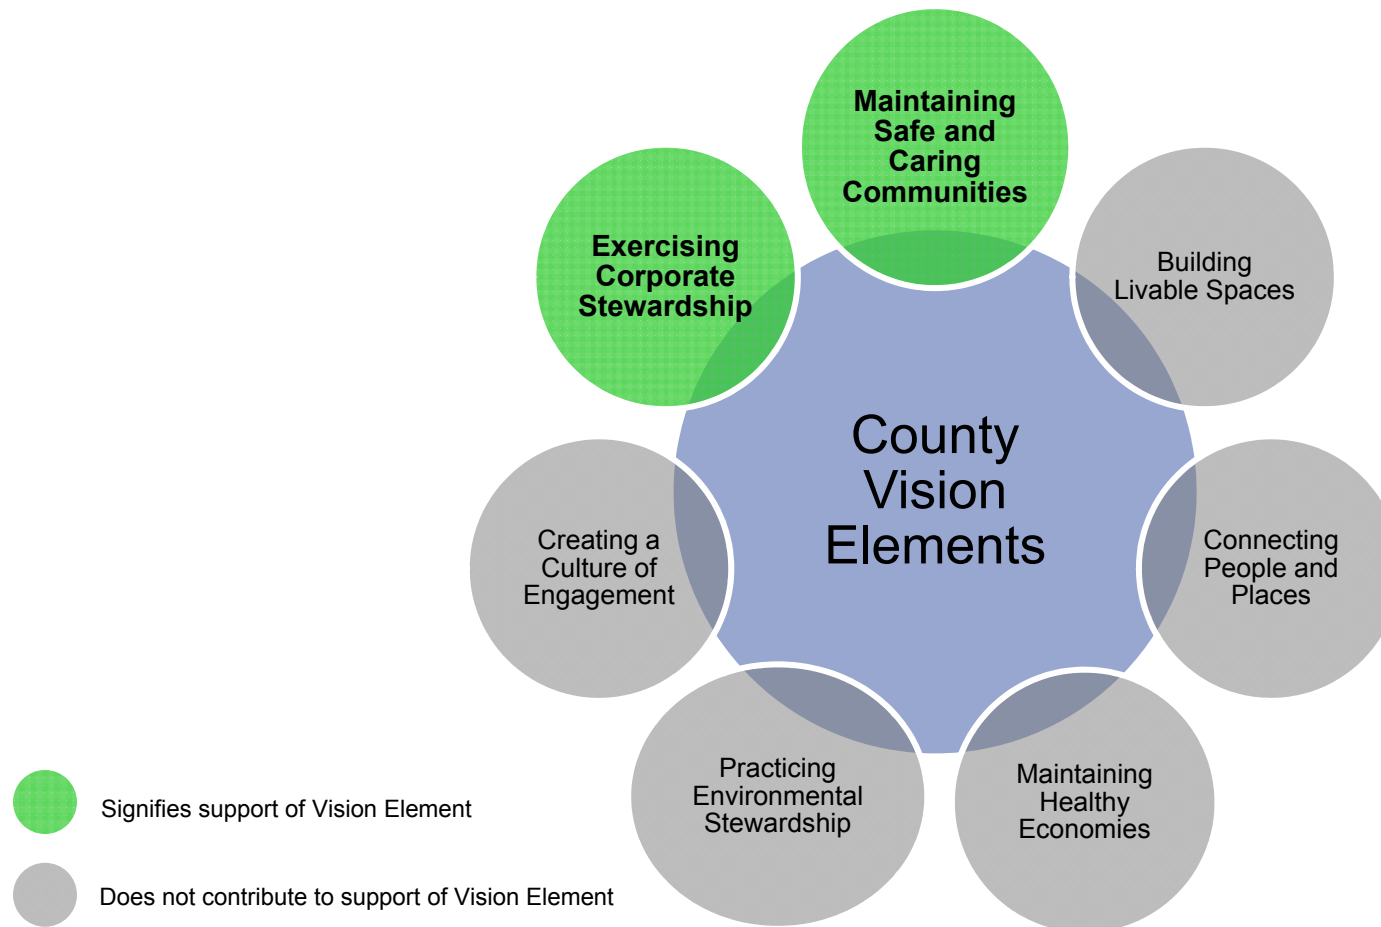 Maintaining
Safe and
Caring
Communities
Exercising
Corporate
Stewardship
Building
Livable Spaces
County
Vision
Elements
Creating a
Culture of
Engagement
Connecting
People and
Places
Practicing
Environmental
Stewardship
Maintaining
Healthy
Economies
Signifies support of Vision Element
Does not contribute to support of Vision Element